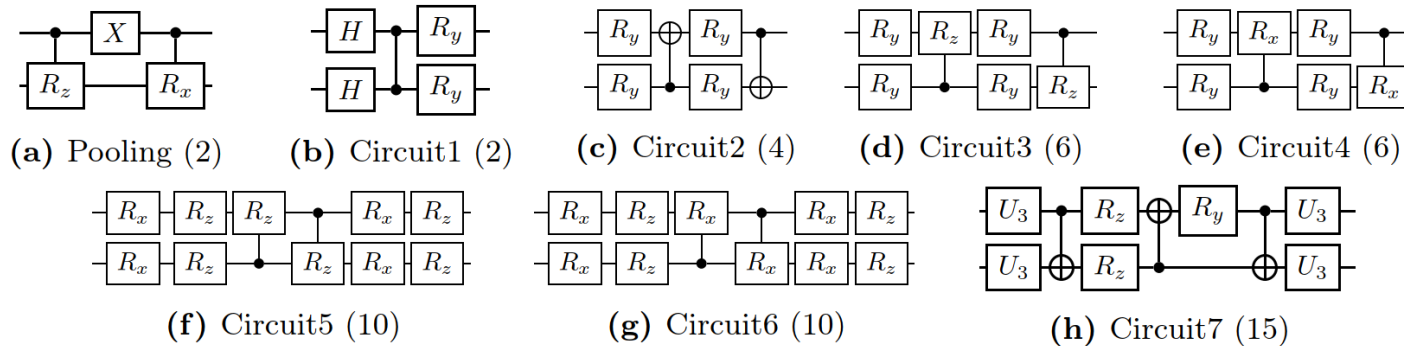 X R_y R_y R_y R_y R_z R_y R_y R_x R_y
H R_y
R_z R_x H R_y R_y R_y R_y R_y R_z R_y R_y R_x
(a) Pooling (2) (b) Circuit1 (2) (c) Circuit2 (4) (d) Circuit3 (6) (e) Circuit4 (6)
R_x R_z R_z R_x R_z R_x R_z R_x R_x R_z U_3 R_z R_y U_3
R_x R_z R_z R_x R_z R_x R_z R_x R_x R_z U_3 R_z U_3
(f) Circuit5 (10) (g) Circuit6 (10) (h) Circuit7 (15)